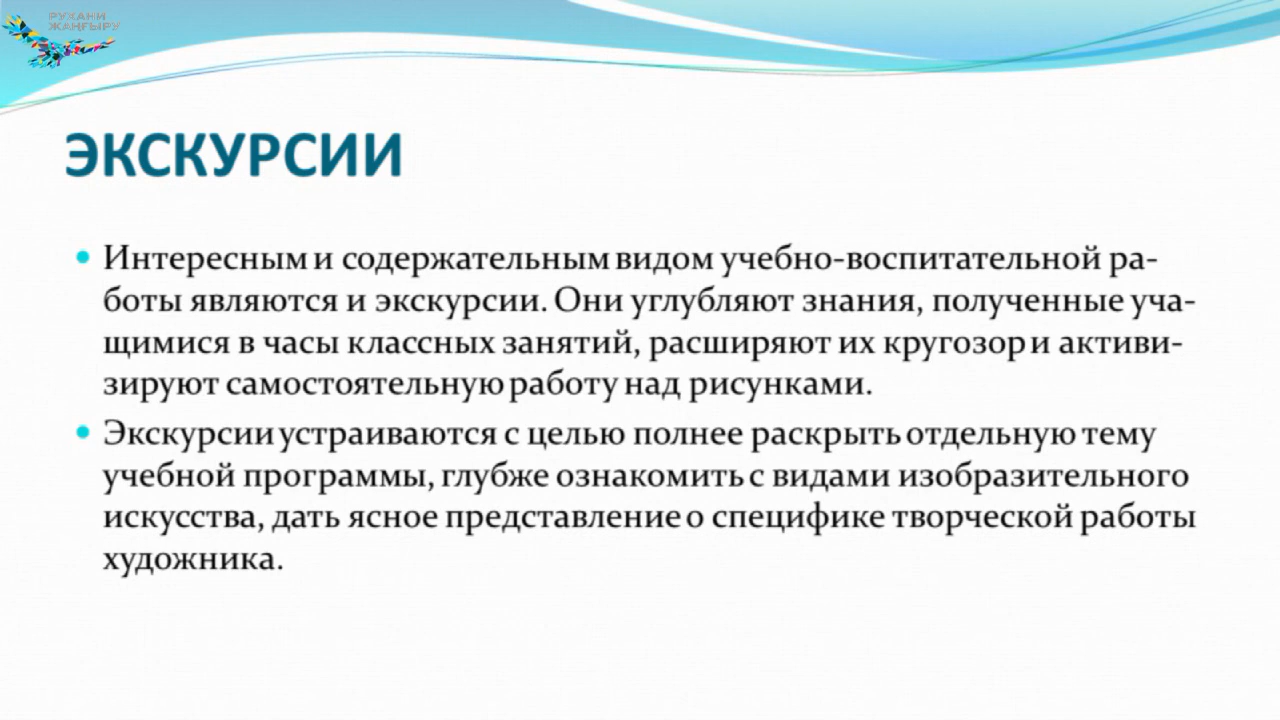 РУХАНИ
ЖАҢҒЫРУ
ЭКСКУРСИИ
• Интересным и содержательным видом учебно-воспитательной ра-
боты являются и экскурсии. Они углубляют знания, полученные уча-
щимися в часы классных занятий, расширяют их кругозор и активи-
зируют самостоятельную работу над рисунками.
• Экскурсии устраиваются с целью полнее раскрыть отдельную тему
учебной программы, глубже ознакомить с видами изобразительного
искусства, дать ясное представление о специфике творческой работы
художника.